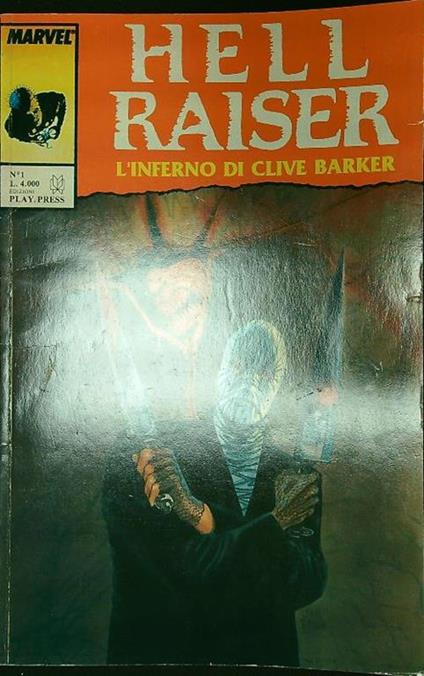 MARVEL
HELL
RAISER
L'INFERNO DI CLIVE BARKER
N°1
L. 4.000
EDIZIONI
PLAY. PRESS